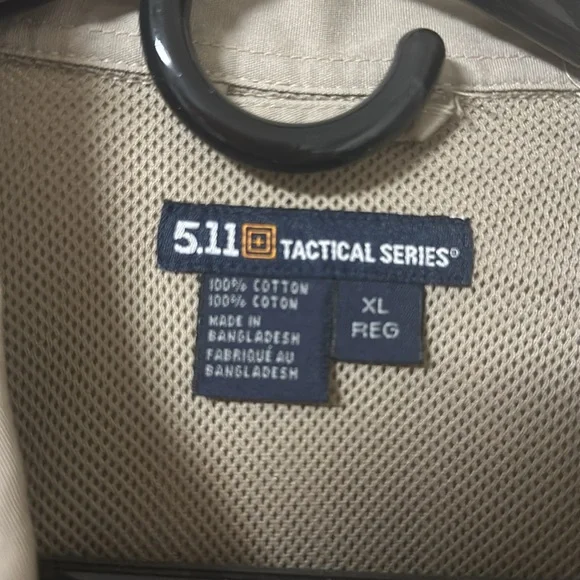 5.11 TACTICAL SERIES®
100% COTTON
100% COTON
MADE IN
BANGLADESH
FABRIQUÉ AU
BANGLADESH
XL
REG